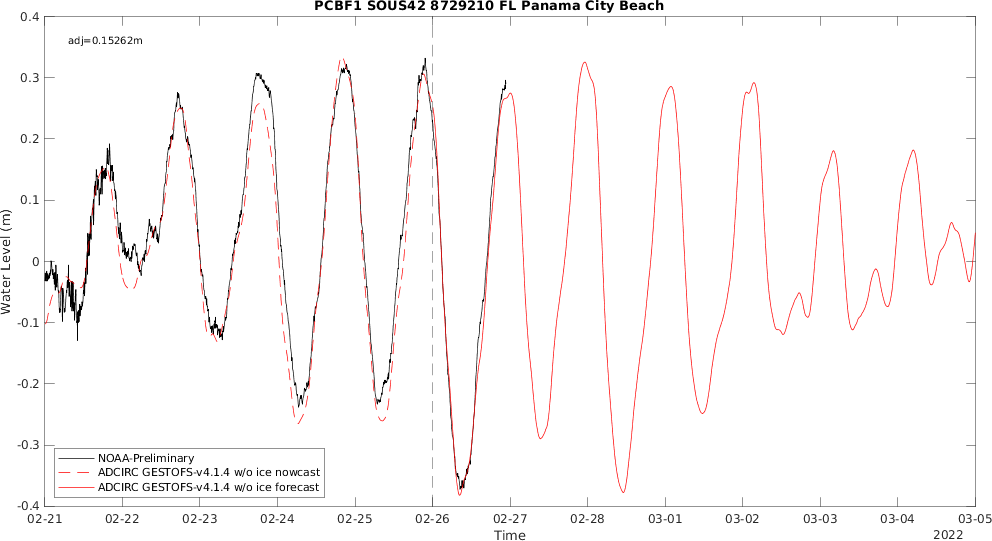 PCBF1 SOUS42 8729210 FL Panama City Beach
adj=0.15262m
0.4
0.3
0.2
0.1
0
-0.1
-0.2
-0.3
-0.4
Water Level (m)
NOAA-Preliminary
ADCIRC GESTOFS-v4.1.4 w/o ice nowcast
ADCIRC GESTOFS-v4.1.4 w/o ice forecast
02-21 02-22 02-23 02-24 02-25 02-26 02-27 02-28 03-01 03-02 03-03 03-04 03-05
Time
2022